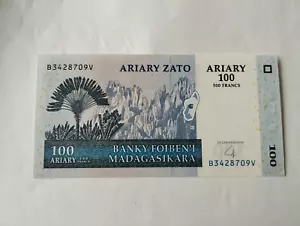 B3428709V
ARIARY ZATO
ARIARY
100
500 FRANCS
100
ARIARY
BANKY FOIBEN'I
MADAGASIKARA
B3428709V
100